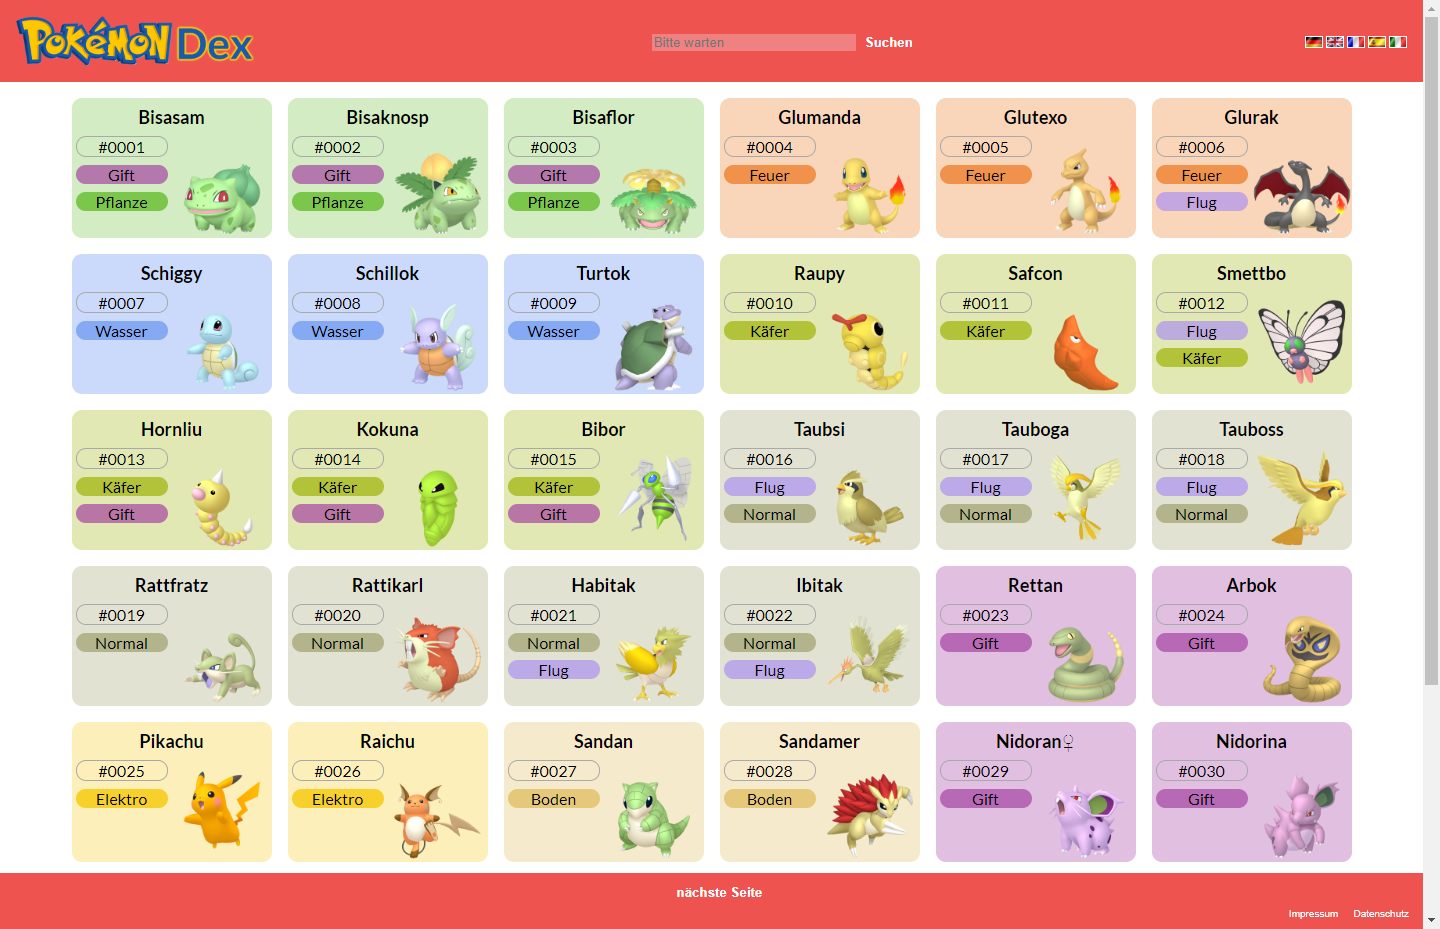 PoKéMoN Dex
Bitte warten
Suchen
Bisasam
#0001
Gift
Pflanze
Bisaknosp
#0002
Gift
Pflanze
Bisaflor
#0003
Gift
Pflanze
Glumanda
#0004
Feuer
Glutexo
#0005
Feuer
Glurak
#0006
Feuer
Flug
Schiggy
#0007
Wasser
Schillok
#0008
Wasser
Turtok
#0009
Wasser
Raupy
#0010
Käfer
Safcon
#0011
Käfer
Smettbo
#0012
Flug
Käfer
Hornliu
#0013
Käfer
Gift
Kokuna
#0014
Käfer
Gift
Bibor
#0015
Käfer
Gift
Taubsi
#0016
Flug
Normal
Tauboga
#0017
Flug
Normal
Tauboss
#0018
Flug
Normal
Rattfratz
#0019
Normal
Rattikarl
#0020
Normal
Habitak
#0021
Normal
Flug
Ibitak
#0022
Normal
Flug
Rettan
#0023
Gift
Arbok
#0024
Gift
Pikachu
#0025
Elektro
Raichu
#0026
Elektro
Sandan
#0027
Boden
Sandamer
#0028
Boden
Nidoran♀
#0029
Gift
Nidorina
#0030
Gift
nächste Seite
Impressum
Datenschutz